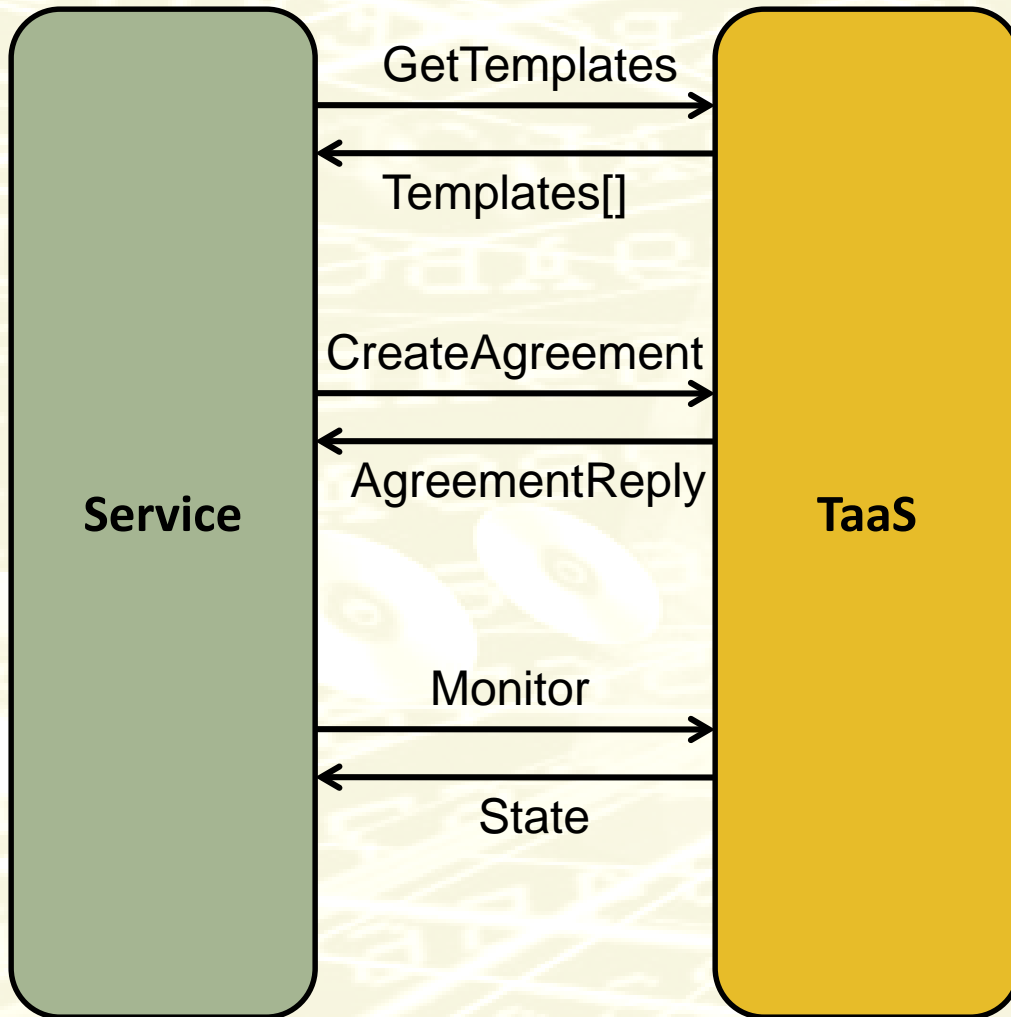 GetTemplates
Templates[]
CreateAgreement
AgreementReply
Service
TaaS
Monitor
State